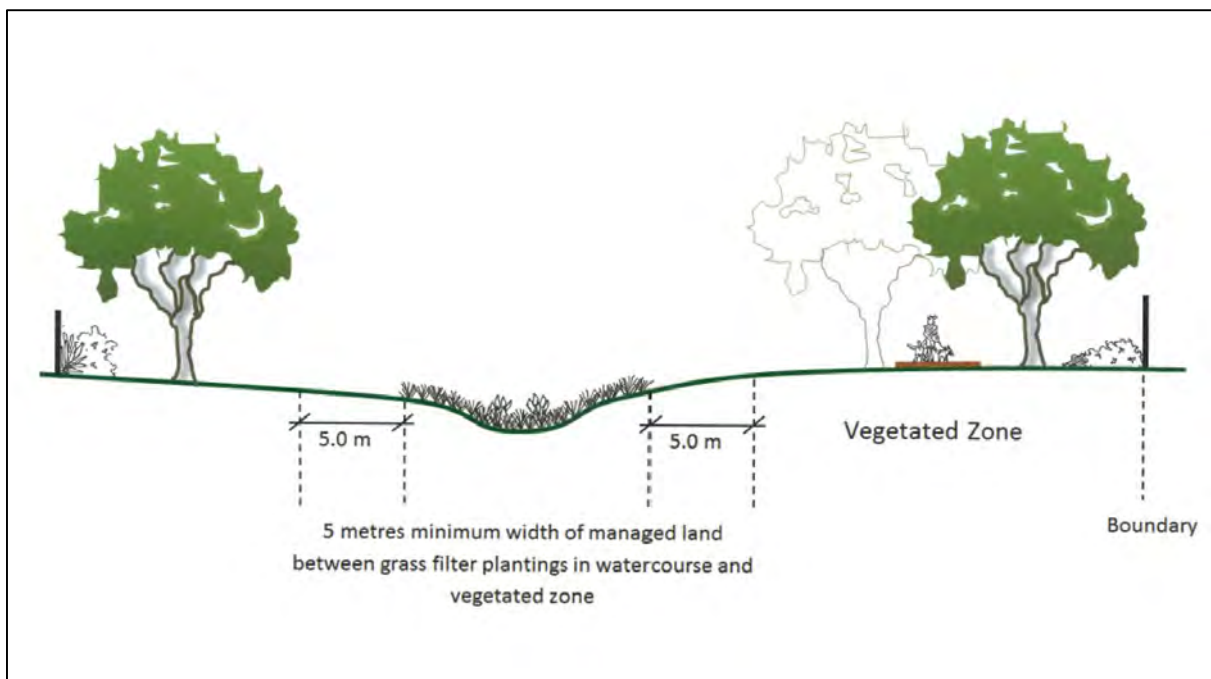 5.0 m
5.0 m
Vegetated Zone
5 metres minimum width of managed land
between grass filter plantings in watercourse and
vegetated zone
Boundary